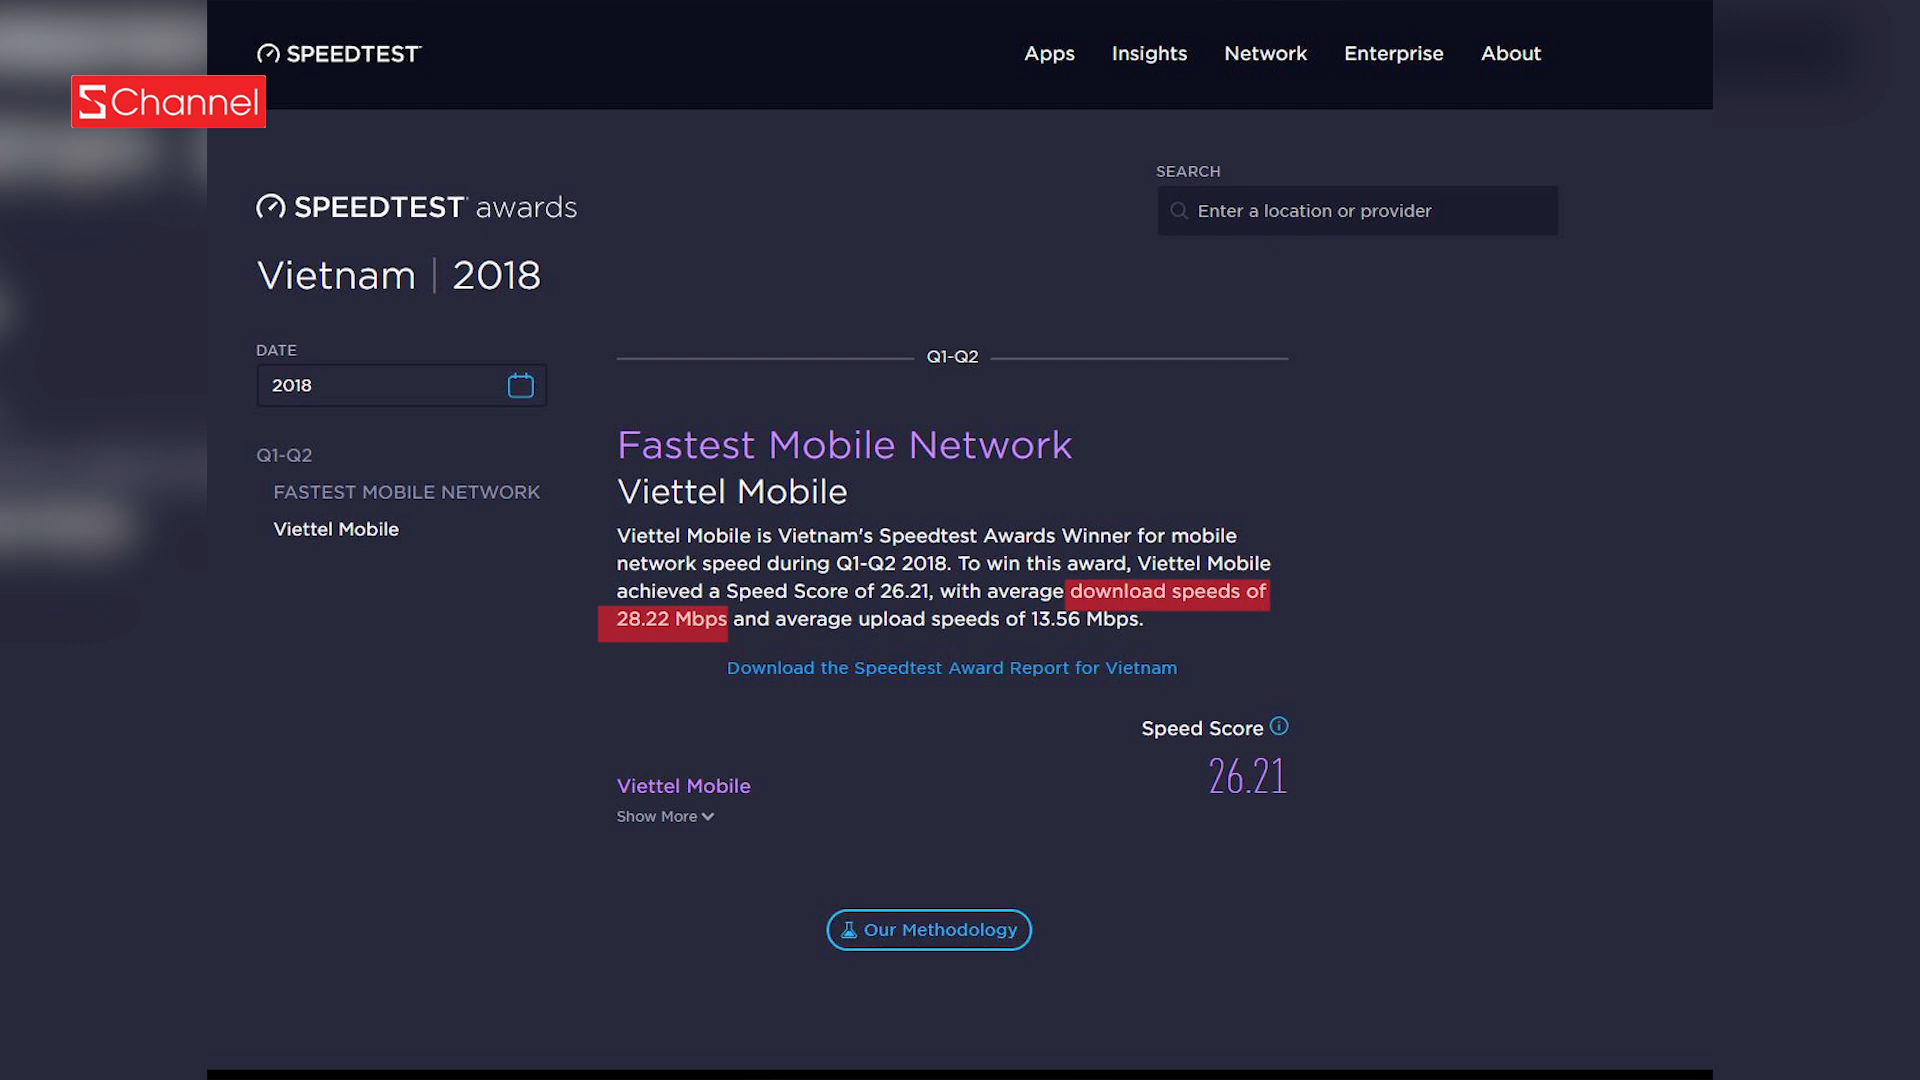 SPEEDTEST
Apps
Insights
Network
Enterprise
About
SChannel
SEARCH
Enter a location or provider
SPEEDTEST awards
Vietnam | 2018
DATE
2018
Q1-Q2
FASTEST MOBILE NETWORK
Viettel Mobile
Q1-Q2
Fastest Mobile Network
Viettel Mobile
Viettel Mobile is Vietnam's Speedtest Awards Winner for mobile
network speed during Q1-Q2 2018. To win this award, Viettel Mobile
achieved a Speed Score of 26.21, with average download speeds of
28.22 Mbps and average upload speeds of 13.56 Mbps.
Download the Speedtest Award Report for Vietnam
Speed Score
26.21
Viettel Mobile
Show More
Our Methodology